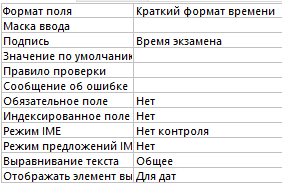 Формат поля Краткий формат времени
Маска ввода
Подпись Время экзамена
Значение по умолчанию
Правило проверки
Сообщение об ошибке
Обязательное поле Нет
Индексированное поле Нет
Режим IME Нет контроля
Режим предложений IM Нет
Выравнивание текста Общее
Отображать элемент вы Для дат